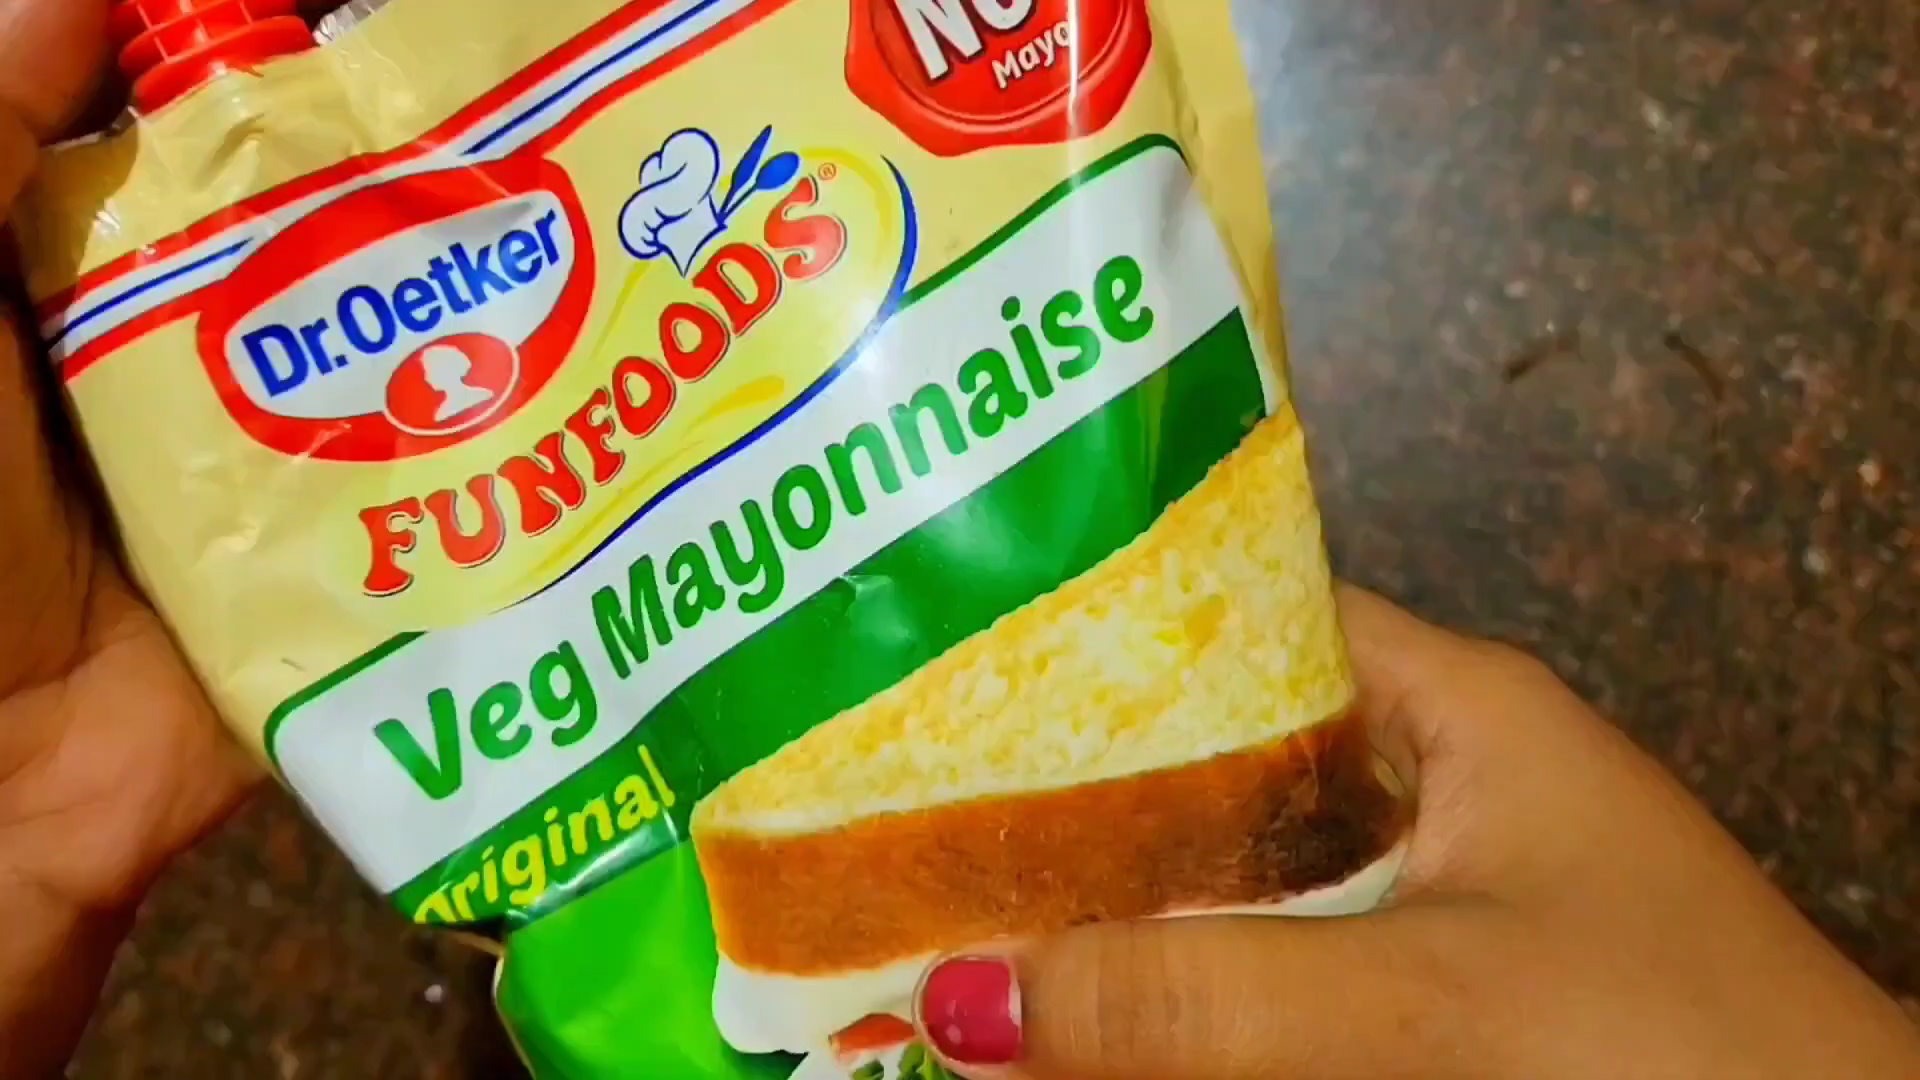 Mayo
Dr.Oetker
FUNFOODS®
Veg Mayonnaise
Original